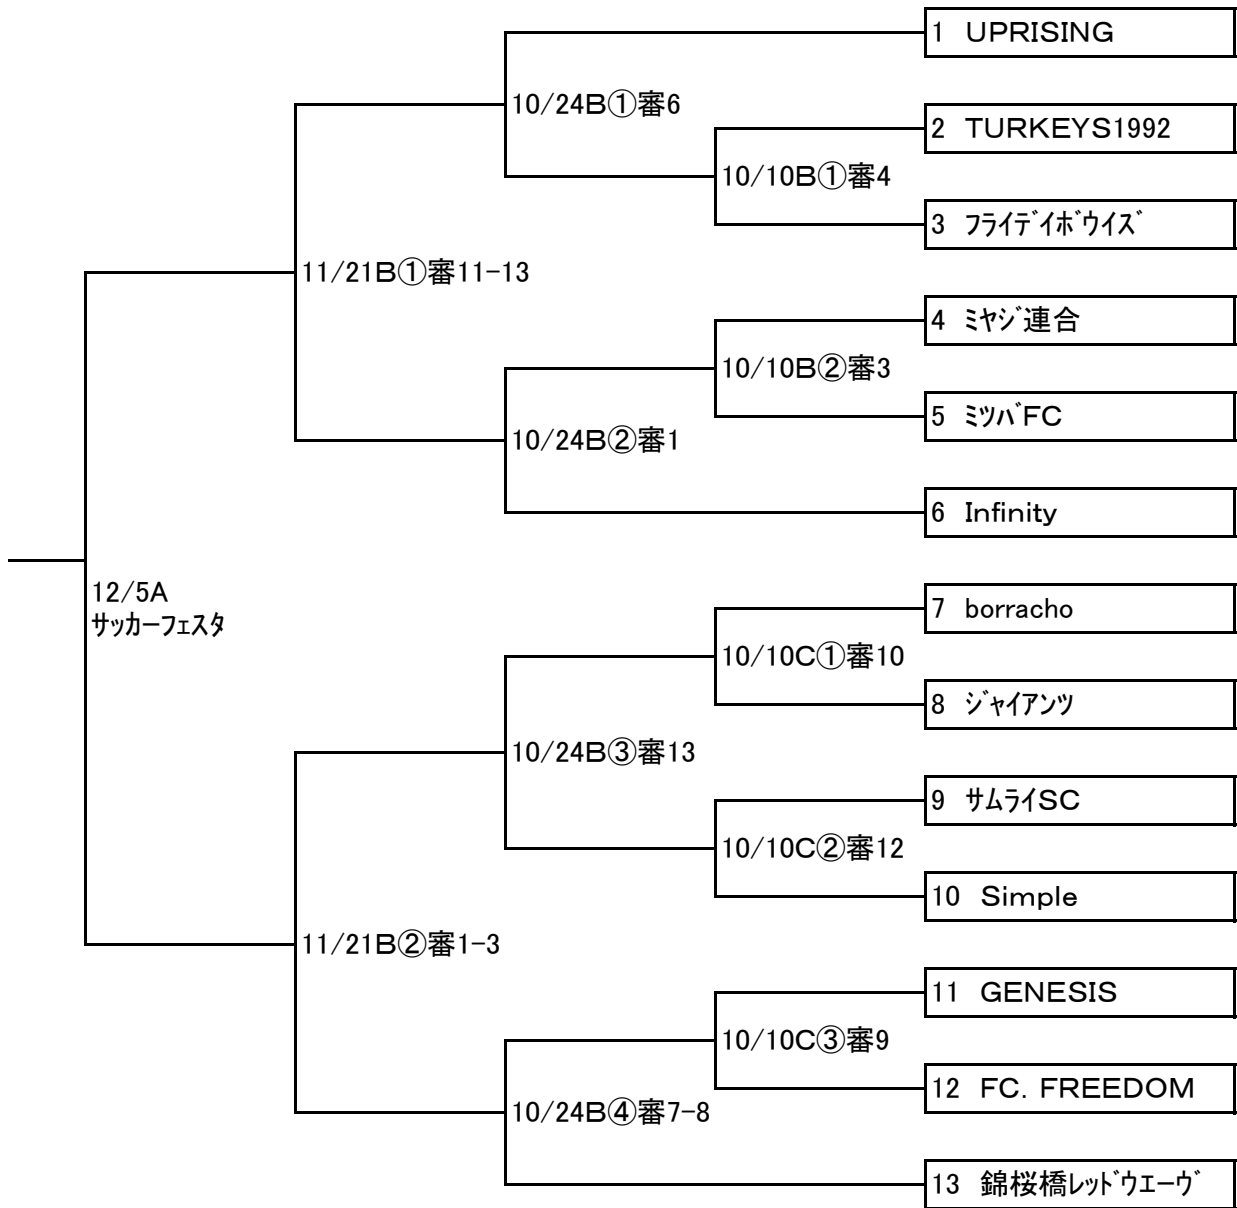 1 UPRISING
10/24B①審6
2 TURKEYS1992
10/10B①審4
3 ﾌﾗｲﾃﾞｲﾎﾞｳｲｽﾞ
11/21B①審11-13
4 ﾐﾔｼﾞ連合
10/10B②審3
5 ﾐﾂﾊﾞFC
10/24B②審1
6 Infinity
12/5A
ｻｯｶｰﾌｪｽﾀ
7 borracho
10/10C①審10
8 ｼﾞｬｲｱﾝﾂ
10/24B③審13
9 ｻﾑﾗｲSC
10/10C②審12
10 Simple
11/21B②審1-3
11 GENESIS
10/10C③審9
12 FC. FREEDOM
10/24B④審7-8
13 錦桜橋ﾚｯﾄﾞｳｴｰｳﾞ